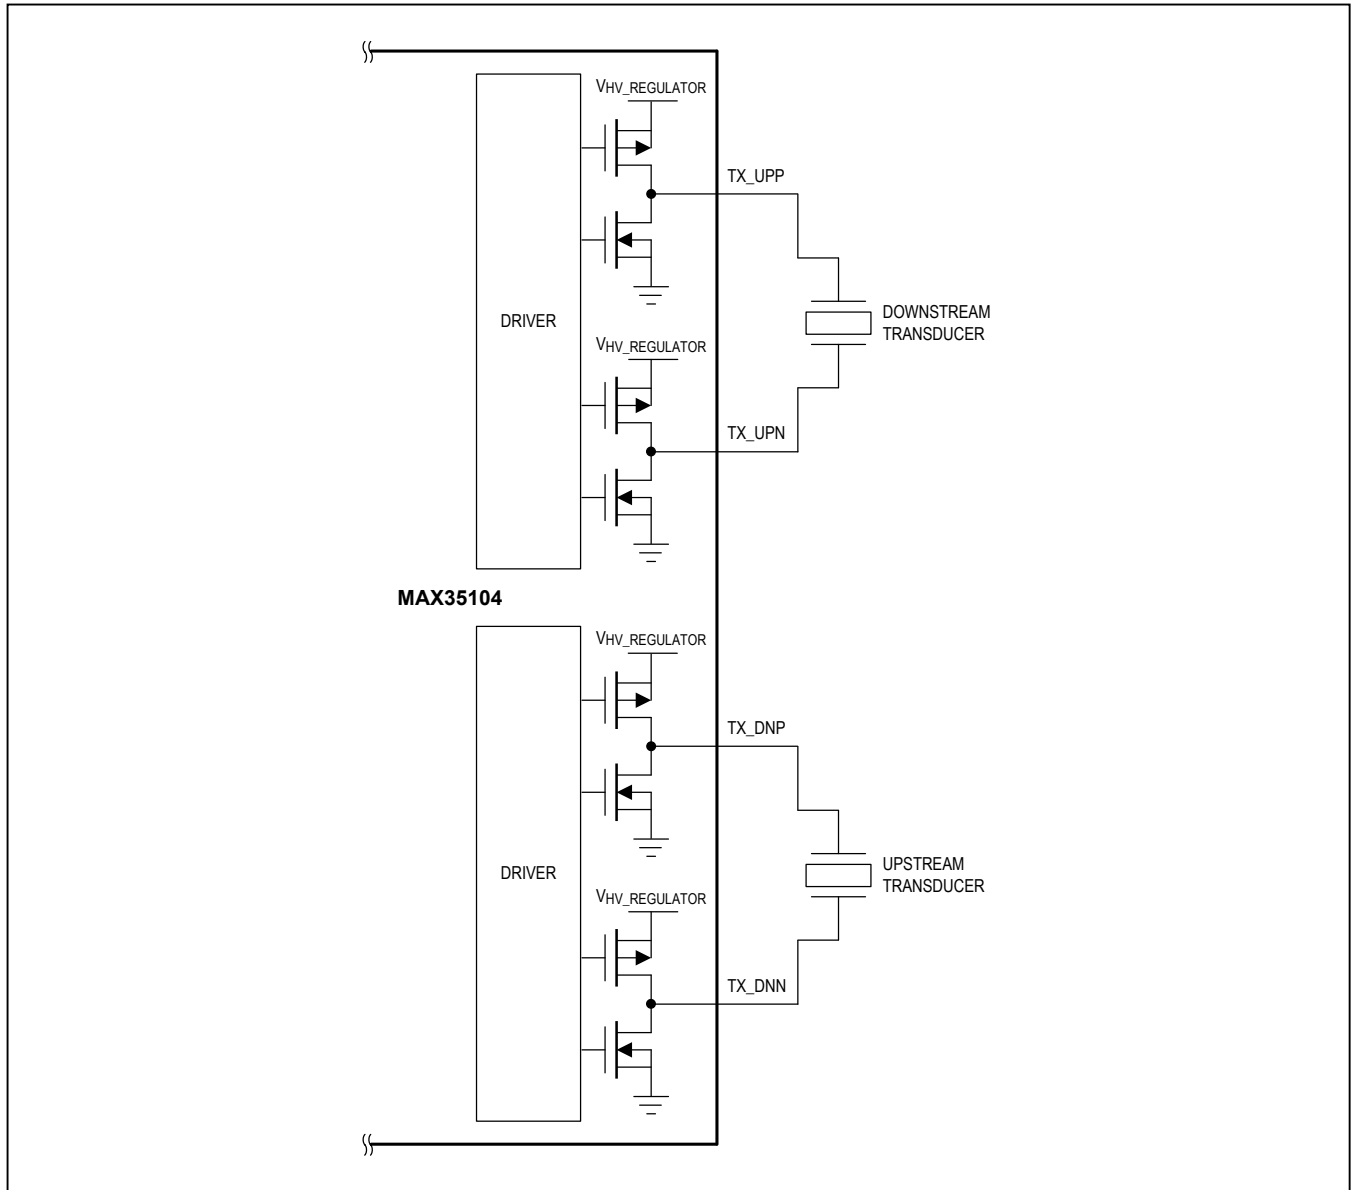 VHV_REGULATOR
TX_UPP
DRIVER
DOWNSTREAM
TRANSDUCER
VHV_REGULATOR
TX_UPN
MAX35104
VHV_REGULATOR
TX_DNP
DRIVER
UPSTREAM
TRANSDUCER
VHV_REGULATOR
TX_DNN